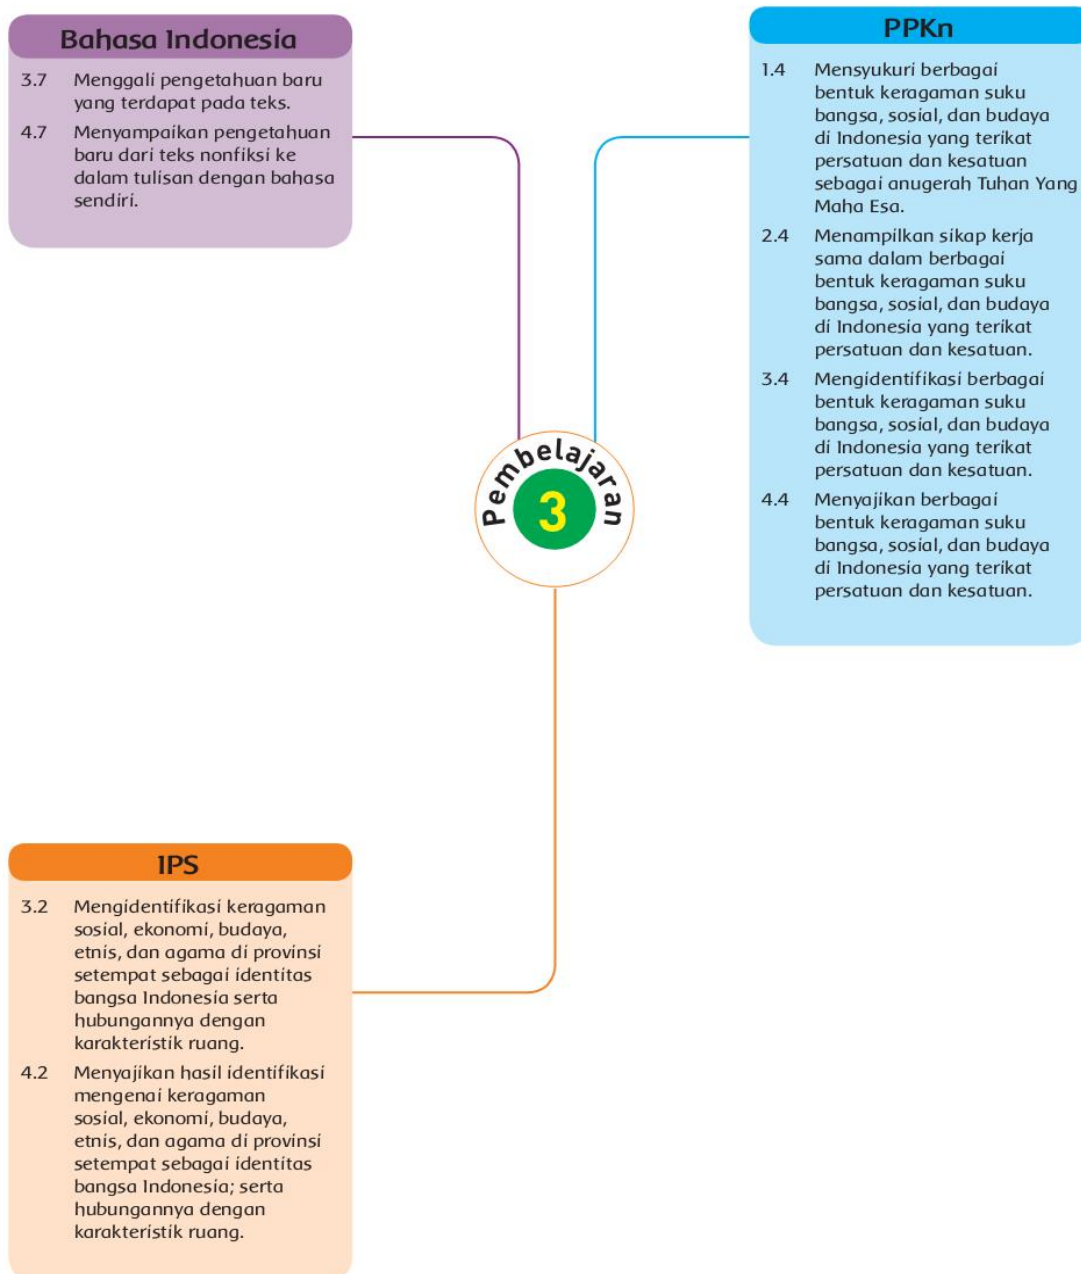 Bahasa Indonesia
3.7 Menggali pengetahuan baru
yang terdapat pada teks.
4.7 Menyampaikan pengetahuan
baru dari teks nonfiksi ke
dalam tulisan dengan bahasa
sendiri.
PPKn
1.4 Mensyukuri berbagai
bentuk keragaman suku
bangsa, sosial, dan budaya
di Indonesia yang terikat
persatuan dan kesatuan
sebagai anugerah Tuhan Yang
Maha Esa.
2.4 Menampilkan sikap kerja
sama dalam berbagai
bentuk keragaman suku
bangsa, sosial, dan budaya
di Indonesia yang terikat
persatuan dan kesatuan.
3.4 Mengidentifikasi berbagai
bentuk keragaman suku
bangsa, sosial, dan budaya
di Indonesia yang terikat
persatuan dan kesatuan.
4.4 Menyajikan berbagai
bentuk keragaman suku
bangsa, sosial, dan budaya
di Indonesia yang terikat
persatuan dan kesatuan.
Pembelajaran
3
IPS
3.2 Mengidentifikasi keragaman
sosial, ekonomi, budaya,
etnis, dan agama di provinsi
setempat sebagai identitas
bangsa Indonesia serta
hubungannya dengan
karakteristik ruang.
4.2 Menyajikan hasil identifikasi
mengenai keragaman
sosial, ekonomi, budaya,
etnis, dan agama di provinsi
setempat sebagai identitas
bangsa Indonesia; serta
hubungannya dengan
karakteristik ruang.